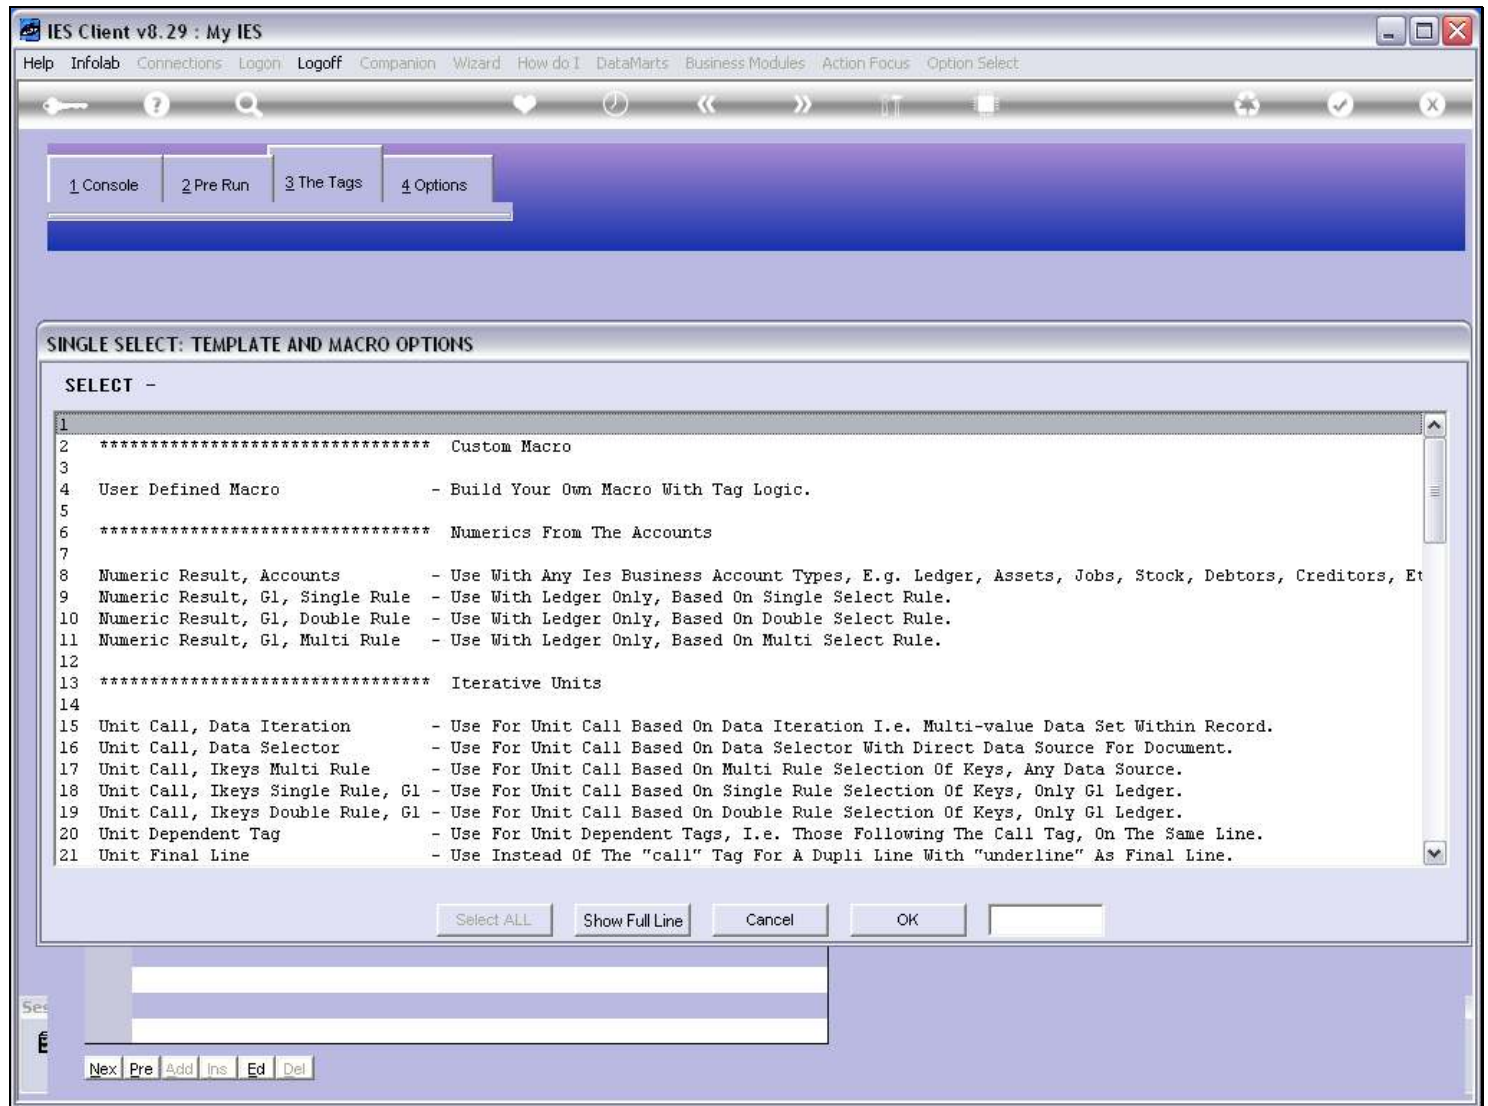 IES Client v8.29 : My IES
Help Infolab Connections Logon Logoff Companion Wizard How do I DataMarts Business Modules Action Focus Option Select
1 Console 2 Pre Run 3 The Tags 4 Options
SINGLE SELECT: TEMPLATE AND MACRO OPTIONS
SELECT -
1
2 ********************************* Custom Macro
3
4 User Defined Macro - Build Your Own Macro With Tag Logic.
5
6 ********************************* Numerics From The Accounts
7
8 Numeric Result, Accounts - Use With Any Ies Business Account Types, E.g. Ledger, Assets, Jobs, Stock, Debtors, Creditors, Et
9 Numeric Result, Gl, Single Rule - Use With Ledger Only, Based On Single Select Rule.
10 Numeric Result, Gl, Double Rule - Use With Ledger Only, Based On Double Select Rule.
11 Numeric Result, Gl, Multi Rule - Use With Ledger Only, Based On Multi Select Rule.
12
13 ********************************* Iterative Units
14
15 Unit Call, Data Iteration - Use For Unit Call Based On Data Iteration I.e. Multi-value Data Set Within Record.
16 Unit Call, Data Selector - Use For Unit Call Based On Data Selector With Direct Data Source For Document.
17 Unit Call, Ikeys Multi Rule - Use For Unit Call Based On Multi Rule Selection Of Keys, Any Data Source.
18 Unit Call, Ikeys Single Rule, Gl - Use For Unit Call Based On Single Rule Selection Of Keys, Only Gl Ledger.
19 Unit Call, Ikeys Double Rule, Gl - Use For Unit Call Based On Double Rule Selection Of Keys, Only Gl Ledger.
20 Unit Dependent Tag - Use For Unit Dependent Tags, I.e. Those Following The Call Tag, On The Same Line.
21 Unit Final Line - Use Instead Of The "call" Tag For A Dupli Line With "underline" As Final Line.
Select ALL Show Full Line Cancel OK
Ses
Nex Pre Add Ins Ed Del